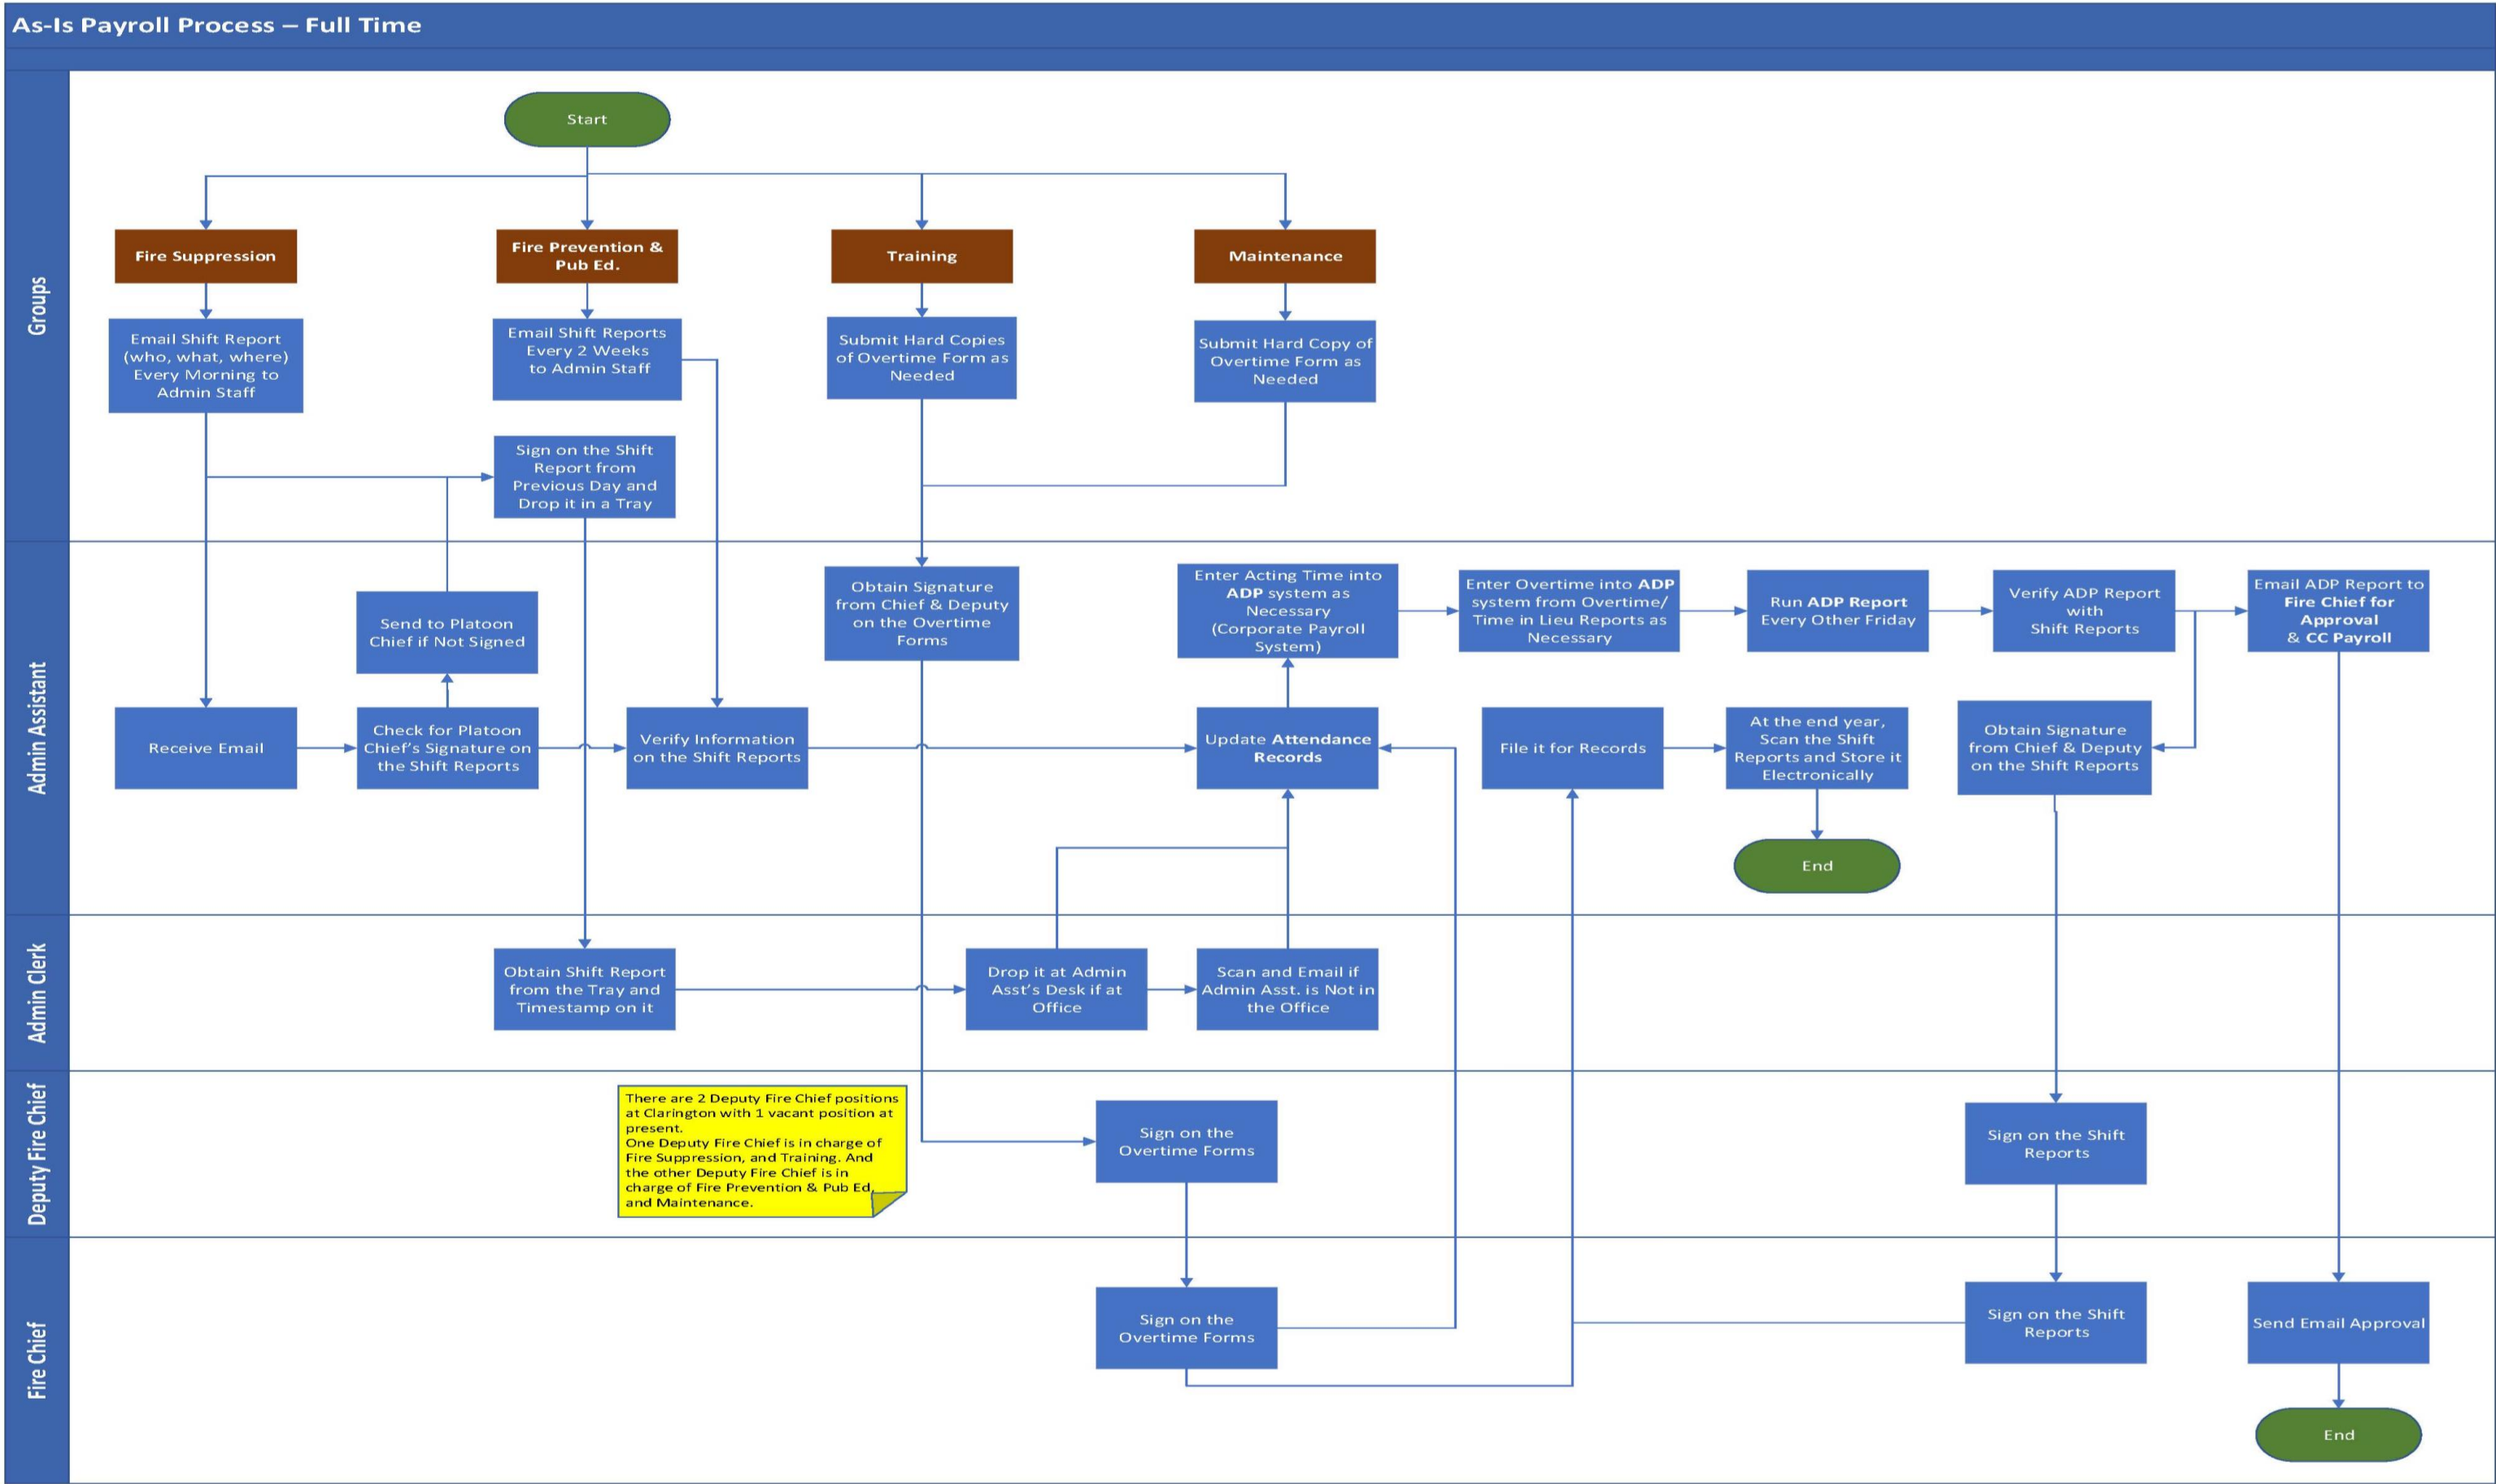 As-Is Payroll Process – Full Time
Groups
Start
Fire Suppression
Fire Prevention &
Pub Ed.
Training
Maintenance
Email Shift Report
(who, what, where)
Every Morning to
Admin Staff
Email Shift Reports
Every 2 Weeks
to Admin Staff
Submit Hard Copies
of Overtime Form as
Needed
Submit Hard Copy of
Overtime Form as
Needed
Sign on the Shift
Report from
Previous Day and
Drop it in a Tray
Admin Assistant
Send to Platoon
Chief if Not Signed
Obtain Signature
from Chief & Deputy
on the Overtime
Forms
Enter Acting Time into
ADP system as
Necessary
(Corporate Payroll
System)
Enter Overtime into ADP
system from Overtime/
Time in Lieu Reports as
Necessary
Run ADP Report
Every Other Friday
Verify ADP Report
with
Shift Reports
Email ADP Report to
Fire Chief for
Approval
& CC Payroll
Receive Email
Check for Platoon
Chief's Signature on
the Shift Reports
Verify Information
on the Shift Reports
Update Attendance
Records
File it for Records
At the end year,
Scan the Shift
Reports and Store it
Electronically
Obtain Signature
from Chief & Deputy
on the Shift Reports
End
Admin Clerk
Obtain Shift Report
from the Tray and
Timestamp on it
Drop it at Admin
Asst's Desk if at
Office
Scan and Email if
Admin Asst. is Not in
the Office
Deputy Fire Chief
There are 2 Deputy Fire Chief positions
at Clarington with 1 vacant position at
present.
One Deputy Fire Chief is in charge of
Fire Suppression, and Training. And
the other Deputy Fire Chief is in
charge of Fire Prevention & Pub Ed,
and Maintenance.
Sign on the
Overtime Forms
Sign on the Shift
Reports
Fire Chief
Sign on the
Overtime Forms
Sign on the Shift
Reports
Send Email Approval
End